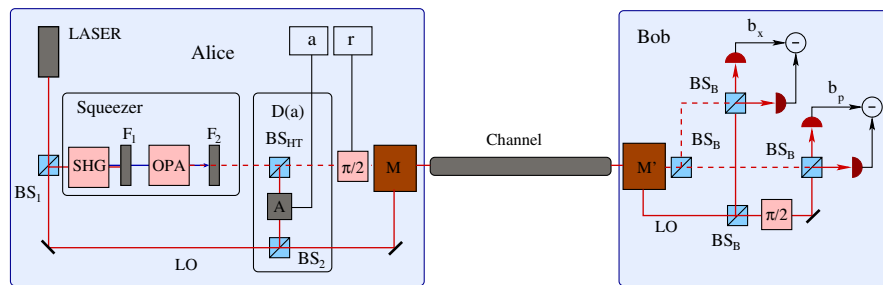 LASER
Alice
a
r
Squeezer
F1
F2
D(a)
BSHT
SHG
OPA
π/2
M
BS1
A
LO
BS2
Channel
Bob
bx
bp
BSB
BSB
BSB
M'
π/2
LO
BSB